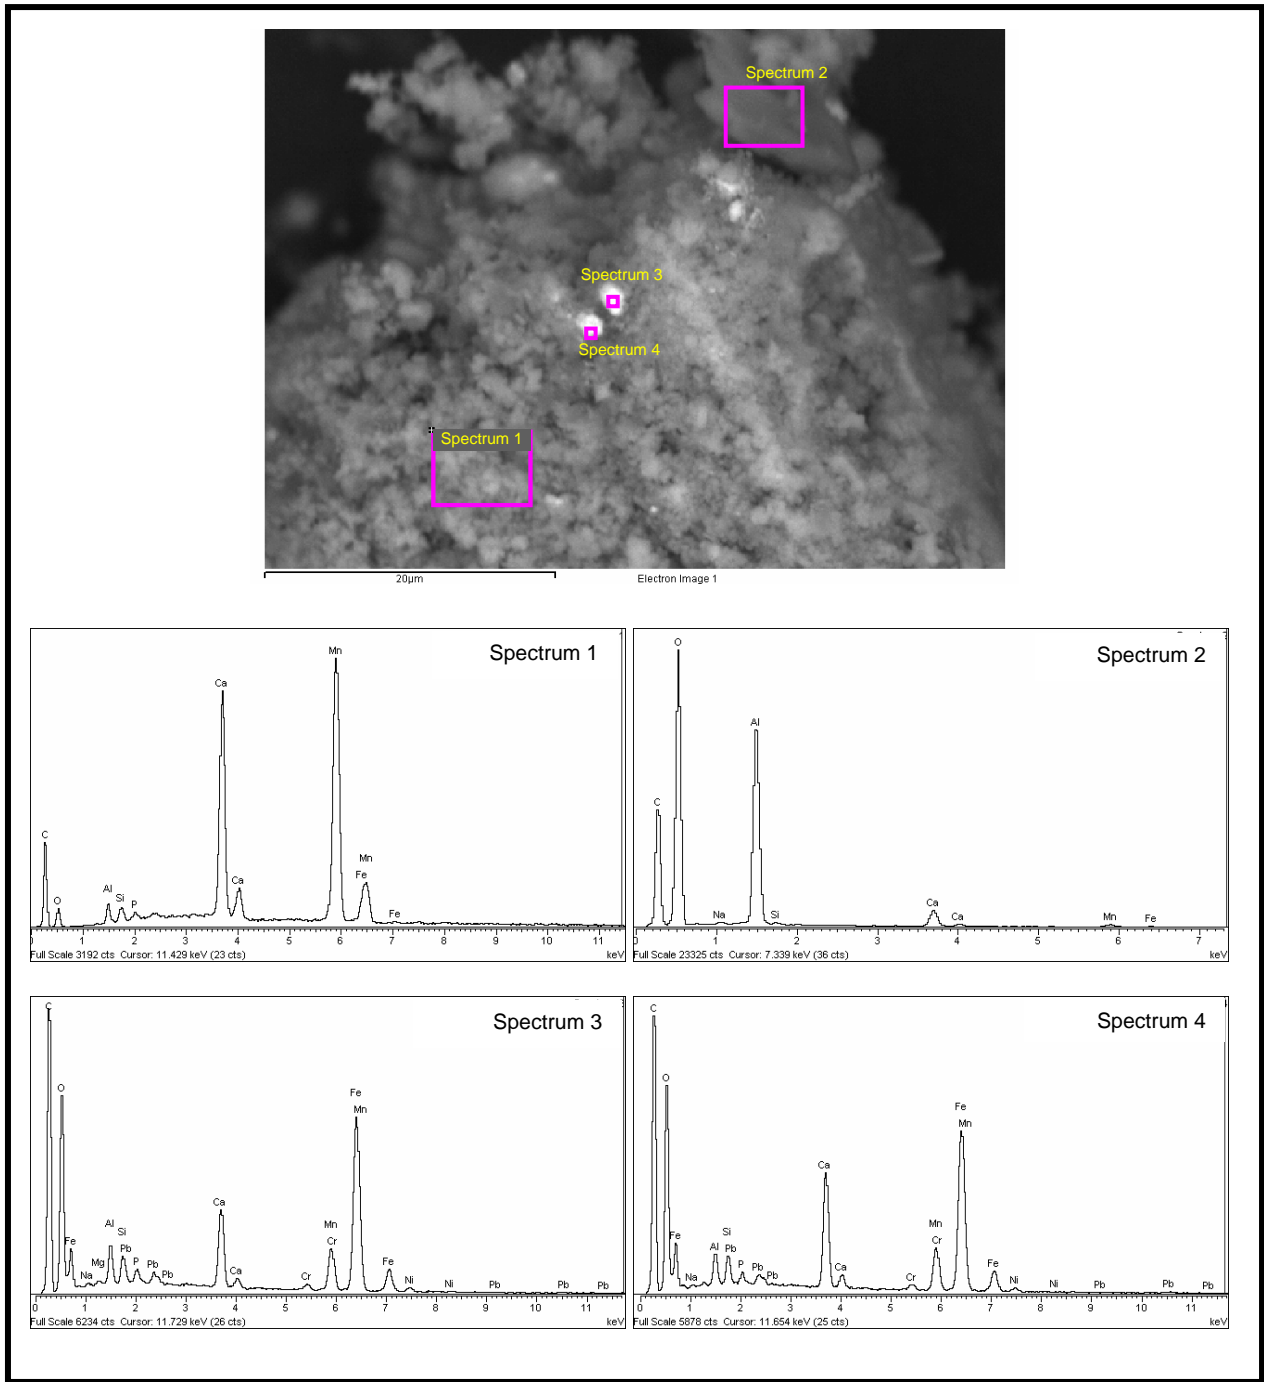 Spectrum 2
Spectrum 3
Spectrum 4
Spectrum 1
20µm Electron Image 1
Spectrum 1
Mn
Ca
C
Mn
Ca
Fe
Al
Si
O
P
Fe
0 1 2 3 4 5 6 7 8 9 10 11
Full Scale 3192 cts Cursor: 11.429 keV (23 cts) keV
Spectrum 2
O
Al
C
Ca
Na Si Ca Mn Fe
0 1 2 3 4 5 6 7
Full Scale 23325 cts Cursor: 7.339 keV (36 cts) keV
Spectrum 3
C
O
Fe
Mn
Ca
Al
Mn
Si
Fe
Pb
Cr
Mg
P
Pb
Fe
Na
Pb
Ca
Cr
Ni Ni Pb Pb Pb
0 1 2 3 4 5 6 7 8 9 10 11
Full Scale 6234 cts Cursor: 11.729 keV (26 cts) keV
Spectrum 4
C
O
Fe
Mn
Ca
Mn
Si
Fe
Cr
Al
Pb
P
Pb
Fe
Na
Pb
Ca
Cr
Ni Ni Pb Pb Pb
0 1 2 3 4 5 6 7 8 9 10 11
Full Scale 5878 cts Cursor: 11.654 keV (25 cts) keV